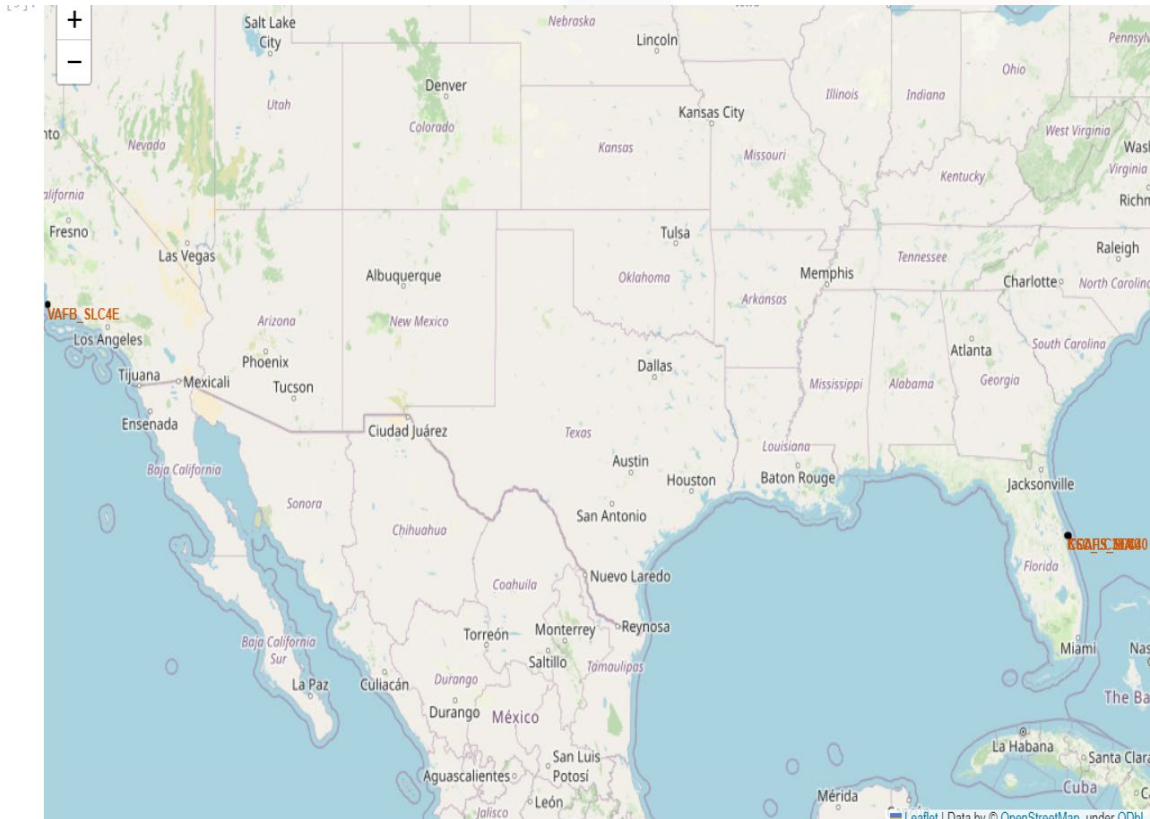 +
−
Salt Lake
City
Nebraska
Lincoln
Pennsylv
Ohio
Denver
Utah
Colorado
Illinois
Indiana
Kansas City
nto
Nevada
Kansas
Missouri
West Virginia
Wash
Virginia
Kentucky
alifornia
Richm
Fresno
Las Vegas
Tulsa
Raleigh
Albuquerque
Oklahoma
Memphis
Tennessee
Charlotte
North Carolina
Arkansas
VAFB_SLC4E
Arizona
New Mexico
Los Angeles
South Carolina
Phoenix
Dallas
Atlanta
Tijuana
Mexicali
Tucson
Mississippi
Alabama
Georgia
Ensenada
Ciudad Juárez
Texas
Louisiana
Baja California
Austin
Houston
Baton Rouge
Jacksonville
Sonora
San Antonio
Chihuahua
Florida
Nuevo Laredo
Coahuila
Torreón
Monterrey
Reynosa
Baja California
Sur
Saltillo
Tamaulipas
Miami
Nas
La Paz
Culiacán
Durango
Durango
México
The Ba
La Habana
Santa Clara
San Luis
Potosí
Aguascalientes
Cuba
León
Mérida
Jalisco
Leaflet | Data by © OpenStreetMap, under ODbL